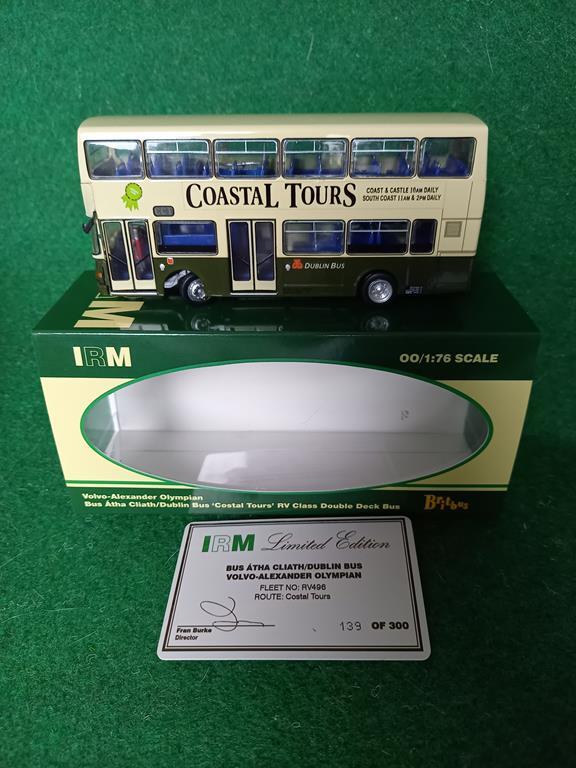 COASTAL TOURS
COAST & CASTLE 10AM DAILY
SOUTH COAST 11AM & 2PM DAILY
DUBLIN BUS
IRM
OO/1:76 SCALE
Volvo-Alexander Olympian
Bus Átha Cliath/Dublin Bus 'Costal Tours' RV Class Double Deck Bus
Britbus
IRM Limited Edition
BUS ÁTHA CLIATH/DUBLIN BUS
VOLVO-ALEXANDER OLYMPIAN
FLEET NO: RV496
ROUTE: Costal Tours
Fran Burke
Director
139 OF 300